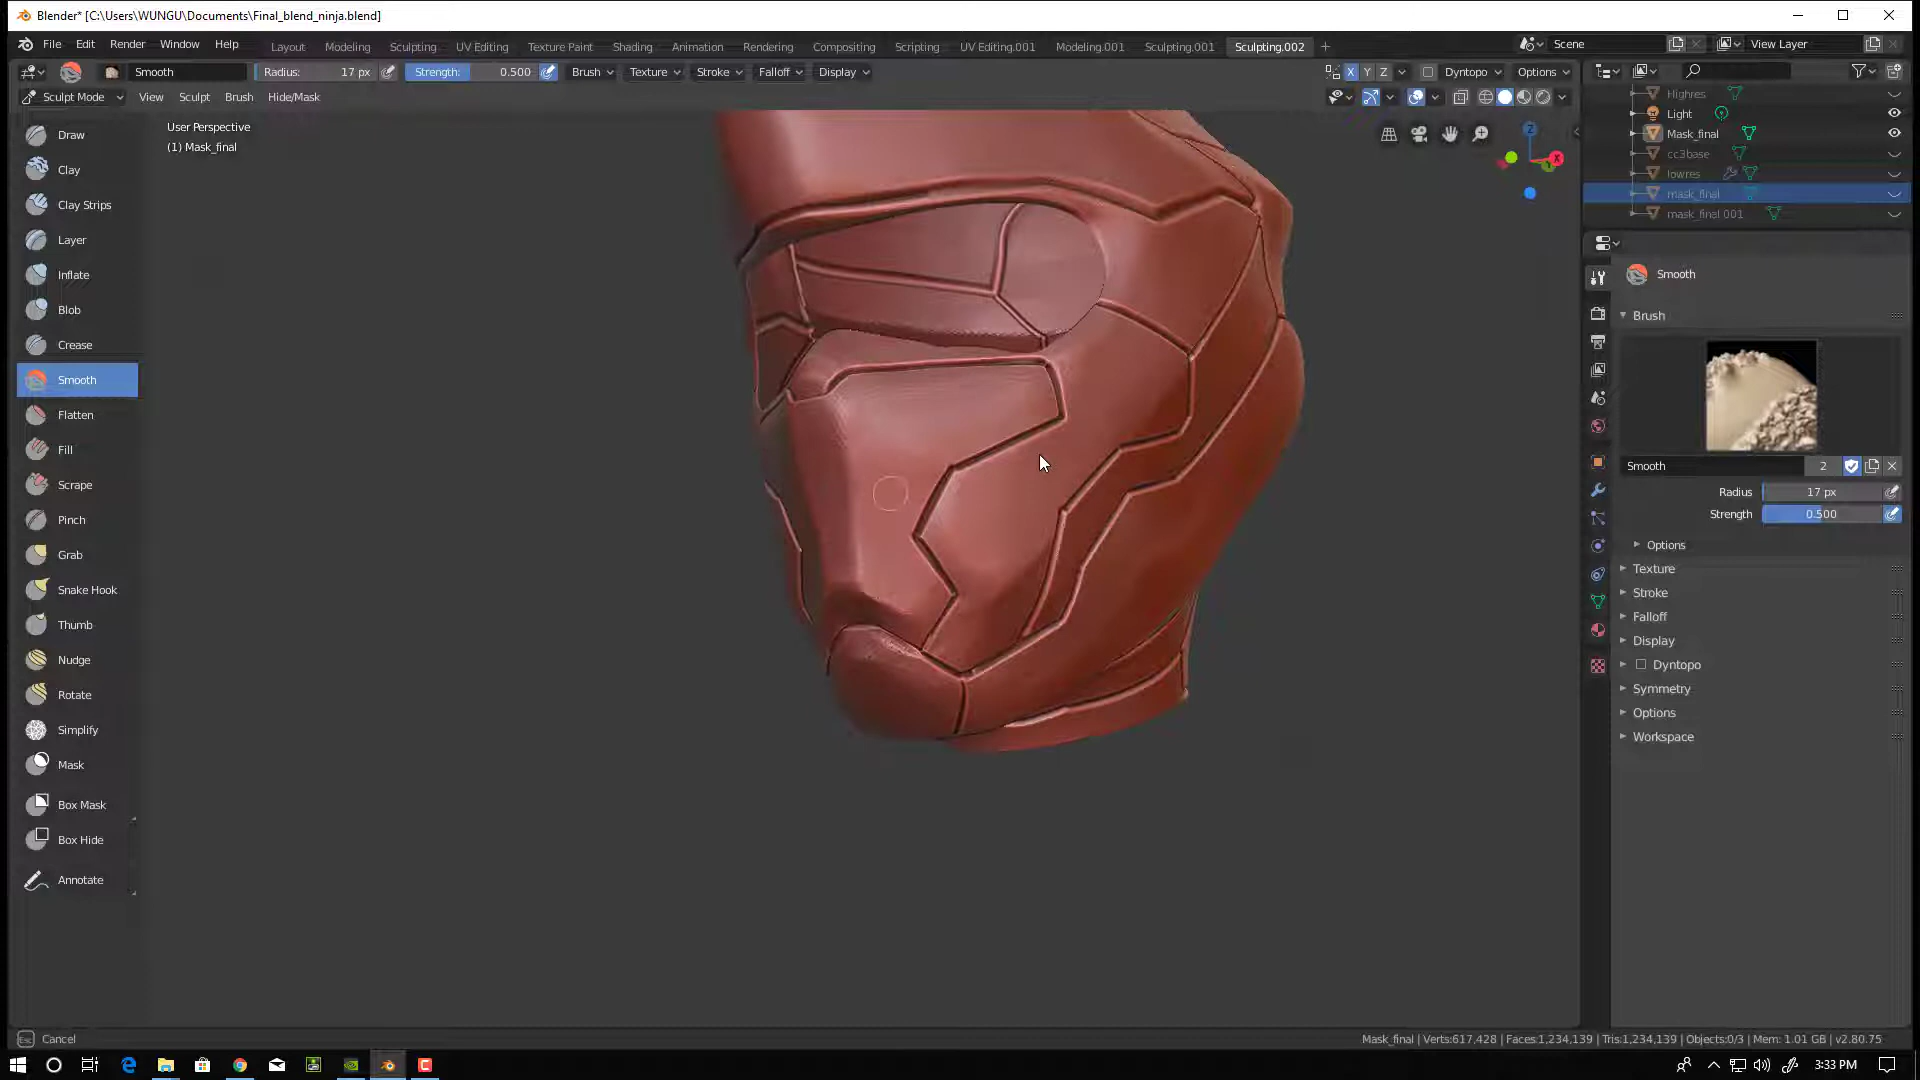 Blender* [C:\Users\WUNGU\Documents\Final_blend_ninja.blend]
File Edit Render Window Help Layout Modeling Sculpting UV Editing Texture Paint Shading Animation Rendering Compositing Scripting UV Editing.001 Modeling.001 Sculpting.001 Sculpting.002 + Scene View Layer
Smooth Radius: 17 px Strength: 0.500 Brush Texture Stroke Falloff Display X Y Z Dyntopo Options
Sculpt Mode View Sculpt Brush Hide/Mask
User Perspective
(1) Mask_final
Draw
Clay
Clay Strips
Layer
Inflate
Blob
Crease
Smooth
Flatten
Fill
Scrape
Pinch
Grab
Snake Hook
Thumb
Nudge
Rotate
Simplify
Mask
Box Mask
Box Hide
Annotate
Z
X
Y
Highres
Light
Mask_final
cc3base
lowres
mask_final
mask_final 001
Smooth
Brush
Smooth 2
Radius 17 px
Strength 0.500
Options
Texture
Stroke
Falloff
Display
Dyntopo
Symmetry
Options
Workspace
Esc Cancel
Mask_final | Verts:617,428 | Faces:1,234,139 | Tris:1,234,139 | Objects:0/3 | Mem: 1.01 GB | v2.80.75
3:33 PM